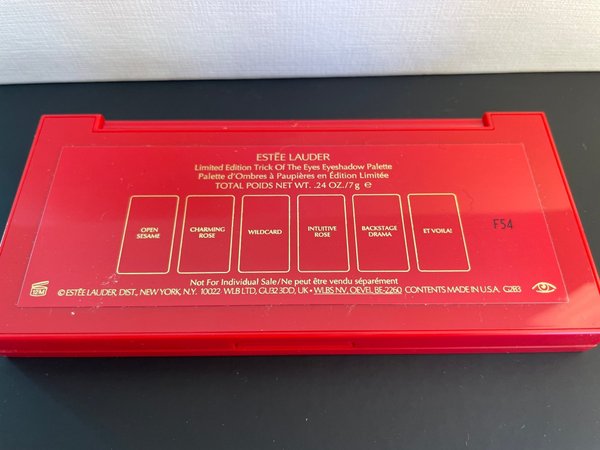 ESTĒE LAUDER
Limited Edition Trick Of The Eyes Eyeshadow Palette
Palette d'Ombres à Paupières en Édition Limitée
TOTAL POIDS NET WT. .24 OZ./7 g ℮
OPEN SESAME
CHARMING ROSE
WILDCARD
INTUITIVE ROSE
BACKSTAGE DRAMA
ET VOILA!
F54
Not For Individual Sale/Ne peut être vendu séparément
12M
© ESTĒE LAUDER, DIST., NEW YORK, N.Y. 10022 · WLB LTD, GU32 3DD, UK • WLBS NV, OEVEL BE-2260 CONTENTS MADE IN U.S.A. G2B3